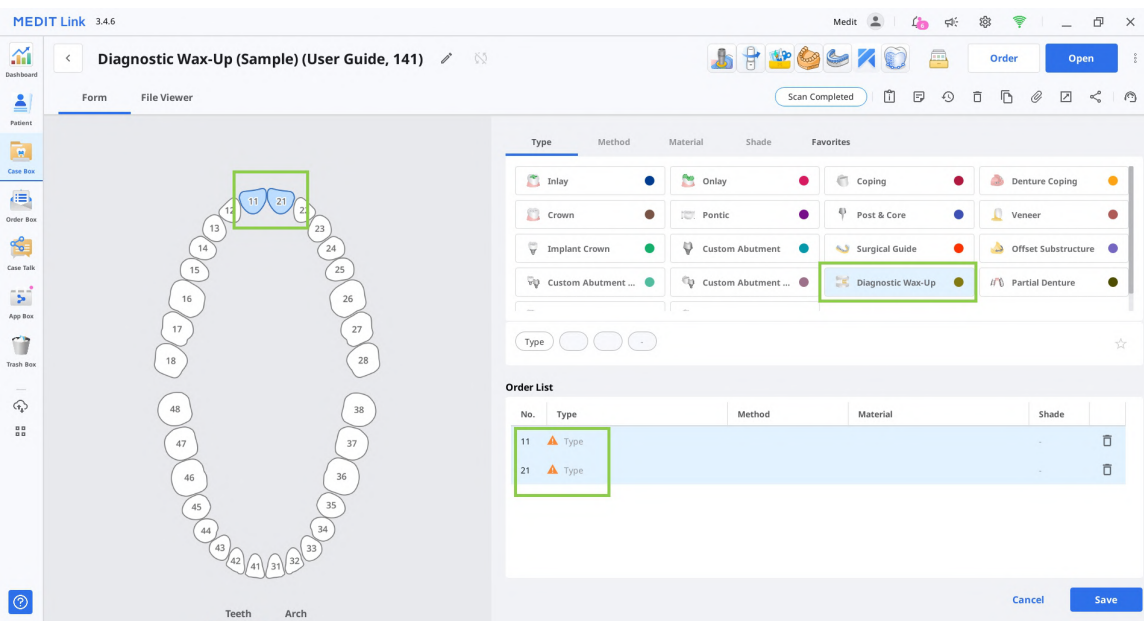 MEDIT Link 3.4.6
Medit
Dashboard
Patient
Case Box
Order Box
Case Talk
App Box
Trash Box
Diagnostic Wax-Up (Sample) (User Guide, 141)
Order
Open
Form File Viewer
Scan Completed
11 21
12 22
13 23
14 24
15 25
16 26
17 27
18 28
48 38
47 37
46 36
45 35
44 34
43 33
42 41 31 32
Teeth Arch
Type Method Material Shade Favorites
Inlay Onlay Coping Denture Coping
Crown Pontic Post & Core Veneer
Implant Crown Custom Abutment Surgical Guide Offset Substructure
Custom Abutment ... Custom Abutment ... Diagnostic Wax-Up Partial Denture
Type -
Order List
No. Type Method Material Shade
11 Type -
21 Type -
Cancel Save